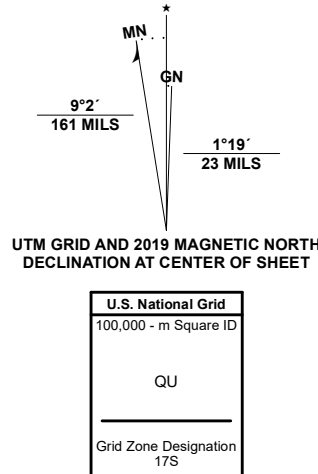 ★
MN
GN
9°2´
161 MILS
1°19´
23 MILS
UTM GRID AND 2019 MAGNETIC NORTH
DECLINATION AT CENTER OF SHEET
U.S. National Grid
100,000 - m Square ID
QU
Grid Zone Designation
17S